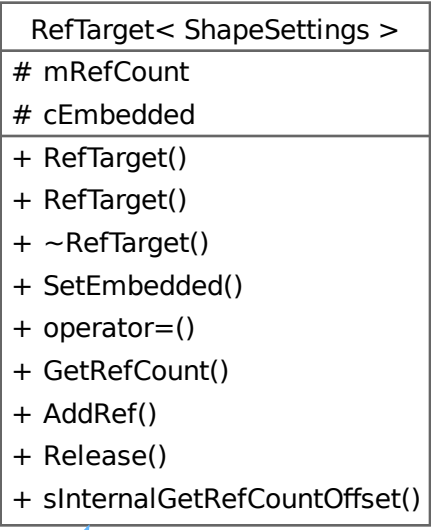 RefTarget< ShapeSettings >
# mRefCount
# cEmbedded
+ RefTarget()
+ RefTarget()
+ ~RefTarget()
+ SetEmbedded()
+ operator=()
+ GetRefCount()
+ AddRef()
+ Release()
+ sInternalGetRefCountOffset()